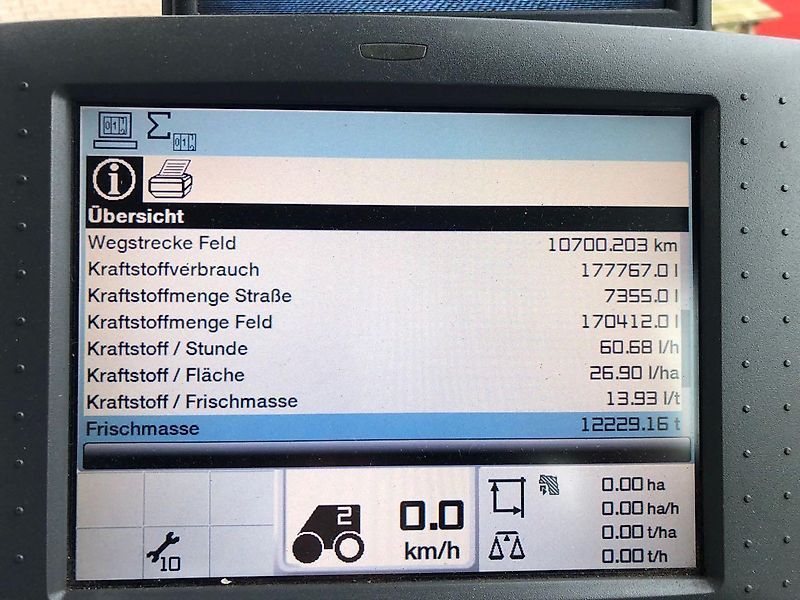 Übersicht
Wegstrecke Feld 10700.203 km
Kraftstoffverbrauch 177767.0 l
Kraftstoffmenge Straße 7355.0 l
Kraftstoffmenge Feld 170412.0 l
Kraftstoff / Stunde 60.68 l/h
Kraftstoff / Fläche 26.90 l/ha
Kraftstoff / Frischmasse 13.93 l/t
Frischmasse 12229.16 t
10
2
0.0
km/h
0.00 ha
0.00 ha/h
0.00 t/ha
0.00 t/h